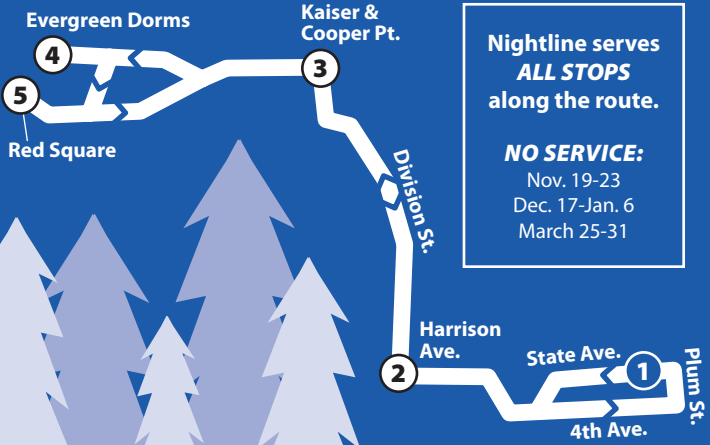 Evergreen Dorms
4
5
Red Square
Kaiser &
Cooper Pt.
3
Division St.
Nightline serves
ALL STOPS
along the route.
NO SERVICE:
Nov. 19-23
Dec. 17-Jan. 6
March 25-31
Harrison
Ave.
2
State Ave.
1
Plum St.
4th Ave.